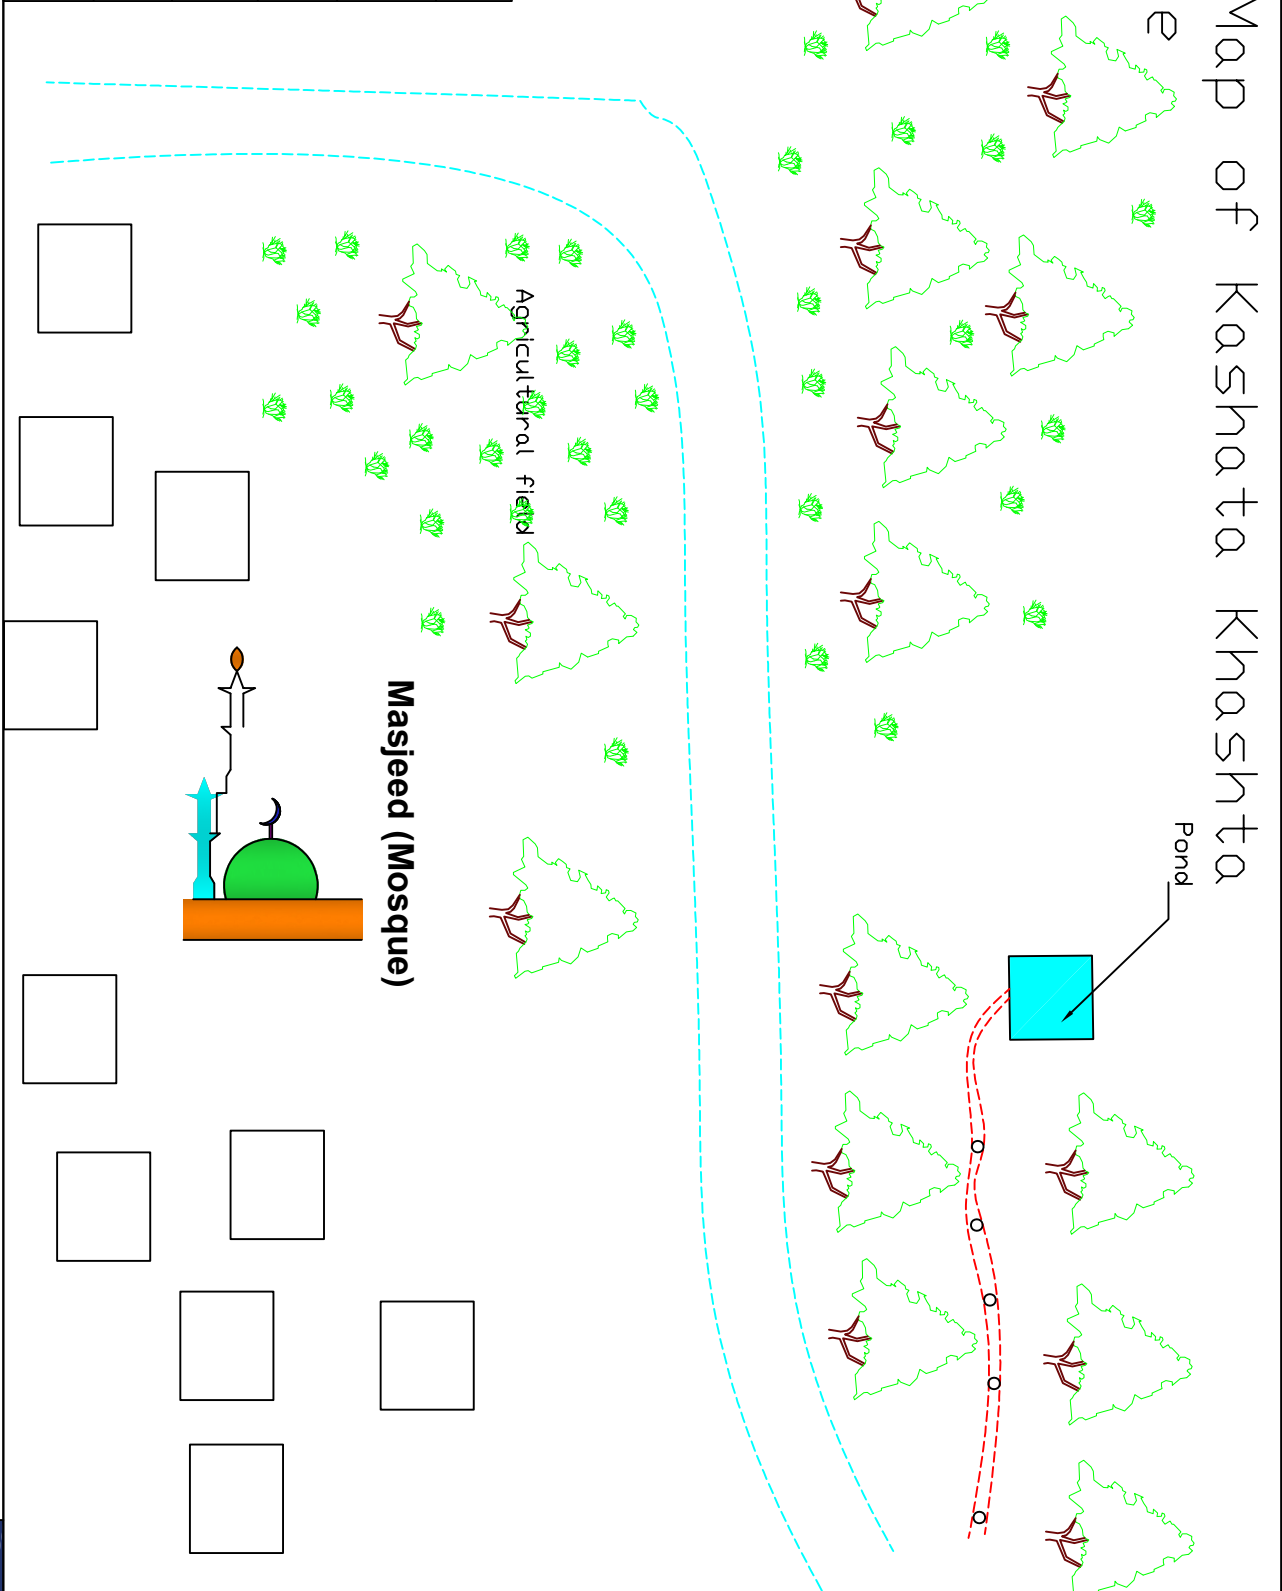 Map of Kashata Khashta
e
Pond
Agricultural field
Masjeed (Mosque)